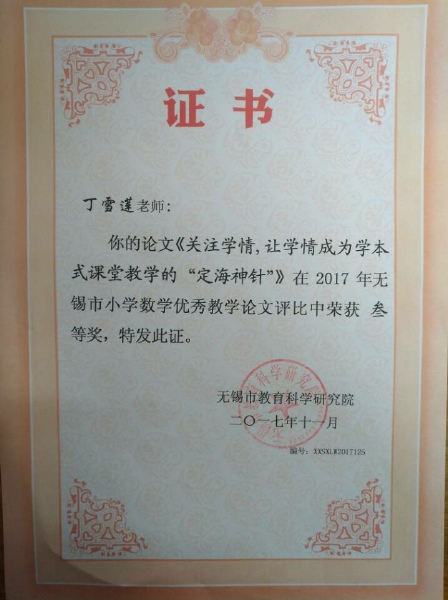 证书
丁雪莲老师：
你的论文《关注学情，让学情成为学本
式课堂教学的“定海神针”》在 2017 年无
锡市小学数学优秀教学论文评比中荣获 叁
等奖，特发此证。
无锡市教育科学研究院
二〇一七年十一月
编号：XXSXLW2017125